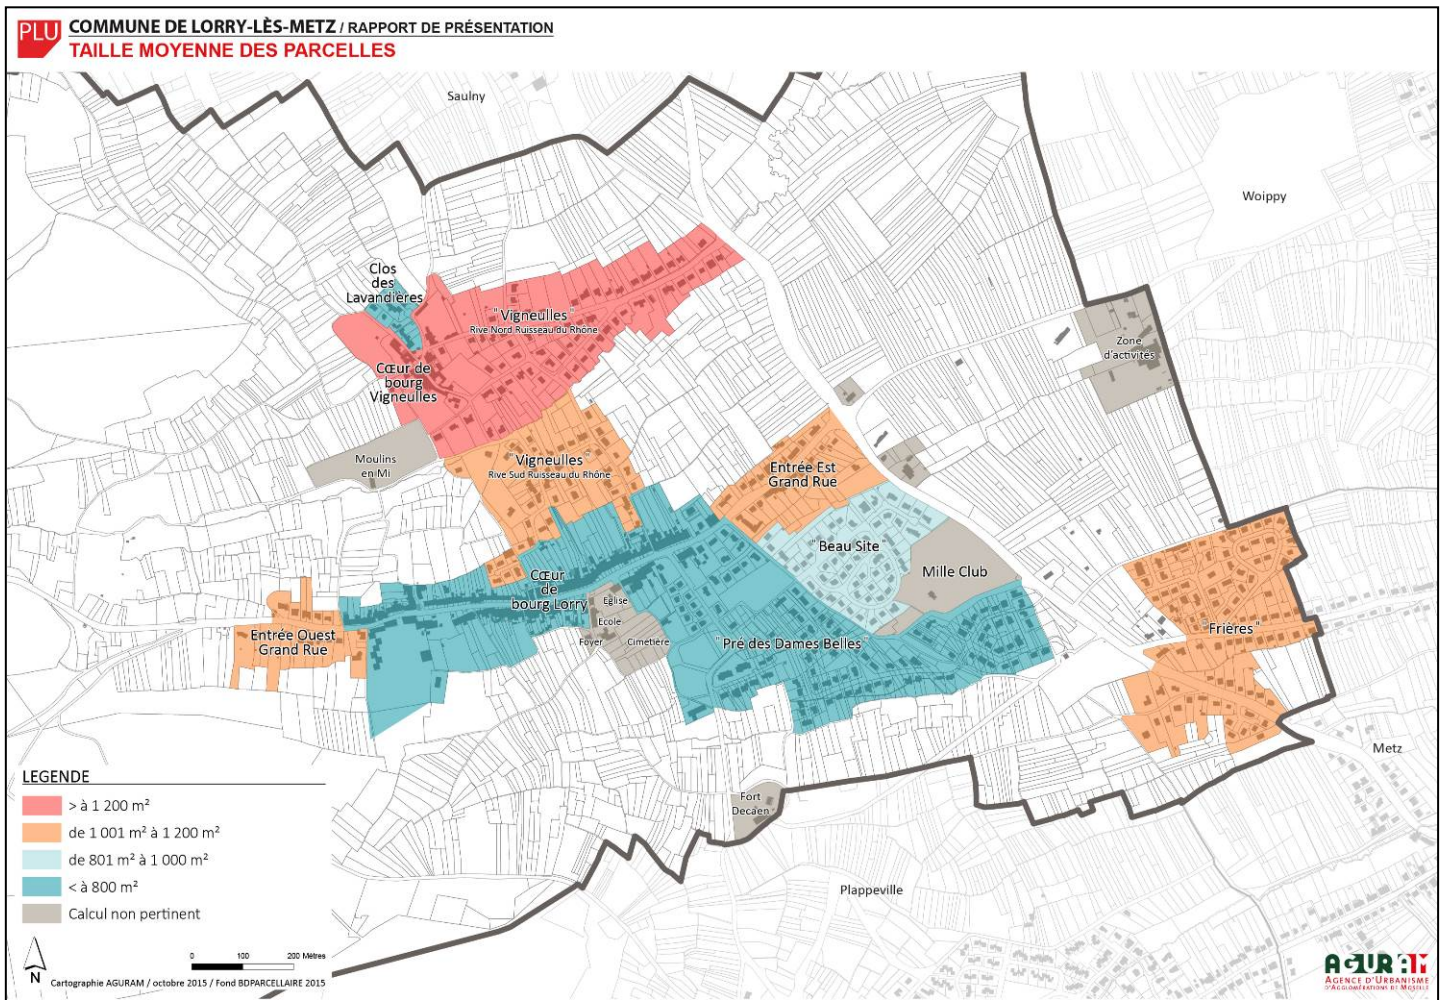 PLU
COMMUNE DE LORRY-LÈS-METZ / RAPPORT DE PRÉSENTATION
TAILLE MOYENNE DES PARCELLES
Saulny
Woippy
Clos
des
Lavandières
"Vigneulles"
Rive Nord Ruisseau du Rhône
Zone
d'activités
Cœur de
bourg
Vigneulles
Moulins
en Mi
"Vigneulles"
Rive Sud Ruisseau du Rhône
Entrée Est
Grand Rue
"Beau Site"
Mille Club
Cœur
de
bourg Lorry
Eglise
Ecole
Foyer
Cimetière
Entrée Ouest
Grand Rue
"Pré des Dames Belles"
"Frières"
Metz
Fort
Decaen
Plappeville
LEGENDE
> à 1 200 m²
de 1 001 m² à 1 200 m²
de 801 m² à 1 000 m²
< à 800 m²
Calcul non pertinent
N
0 100 200 Mètres
Cartographie AGURAM / octobre 2015 / Fond BDPARCELLAIRE 2015
AGURAM
AGENCE D'URBANISME
D'AGGLOMÉRATIONS DE MOSELLE